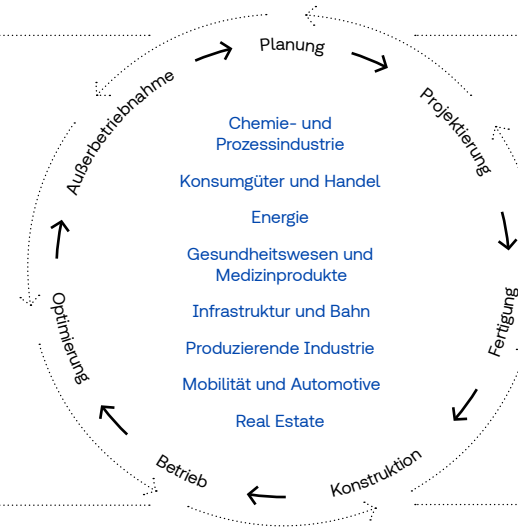 Planung
Projektierung
Fertigung
Konstruktion
Betrieb
Optimierung
Außerbetriebnahme
Chemie- und
Prozessindustrie
Konsumgüter und Handel
Energie
Gesundheitswesen und
Medizinprodukte
Infrastruktur und Bahn
Produzierende Industrie
Mobilität und Automotive
Real Estate